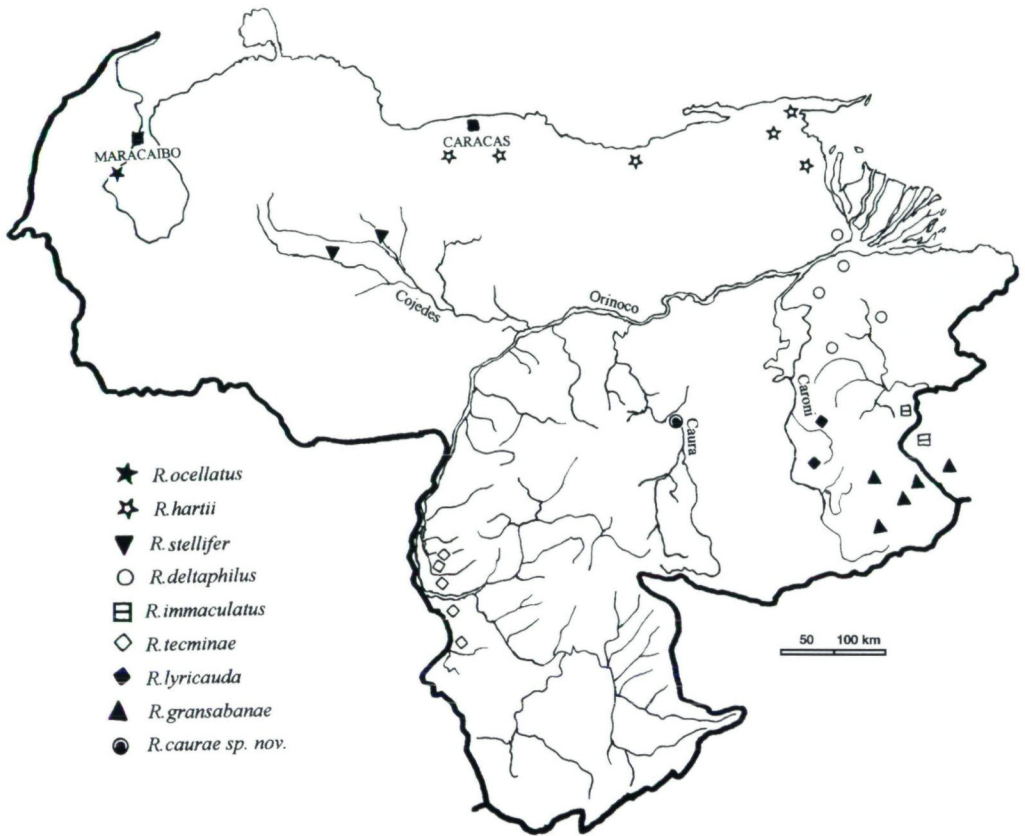 CARACAS
MARACAIBO
Orinoco
Cojedes
Caroni
Caura
R.ocellatus
R.hartii
R.stellifer
R.deltaphilus
R.immaculatus
R.tecminae
R.lyricauda
R.gransabanae
R.caurae sp. nov.
50 100 km